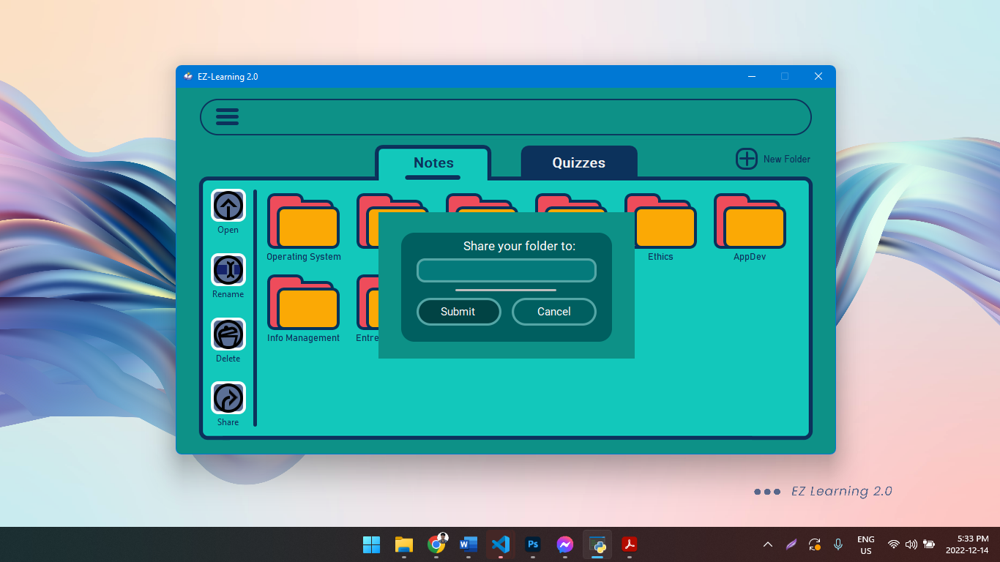 EZ-Learning 2.0
Notes
Quizzes
New Folder
Open
Rename
Delete
Share
Operating System
Ethics
AppDev
Info Management
Entre
Share your folder to:
Submit
Cancel
EZ Learning 2.0
W
Ps
ENG
US
5:33 PM
2022-12-14